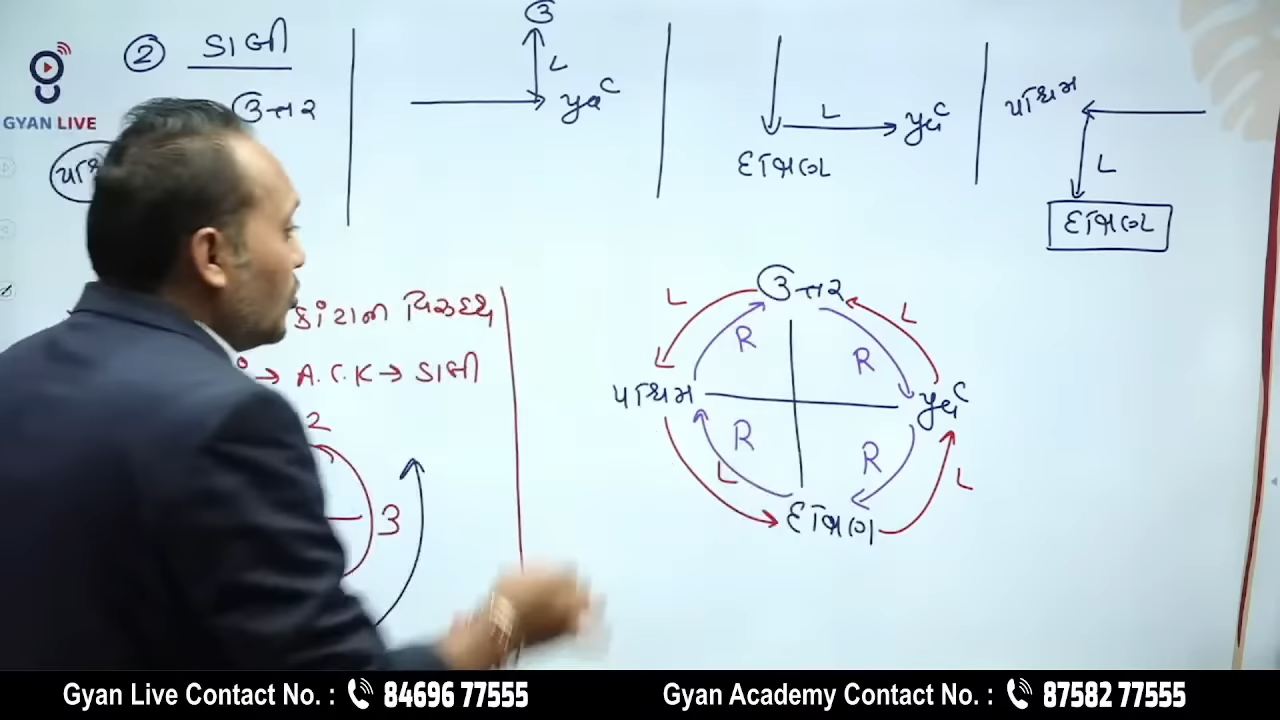 GYAN LIVE
② ડાબી
ઉત્તર
ઉ
L
પૂર્વ
L
પૂર્વ
દક્ષિણ
પશ્ચિમ
L
દક્ષિણ
કાંટાની વિરુદ્ધ
→ A.C.K → ડાબી
2
3
ઉત્તર
L
L
R
R
પશ્ચિમ
પૂર્વ
R
R
L
L
દક્ષિણ
Gyan Live Contact No. : 84696 77555
Gyan Academy Contact No. : 87582 77555